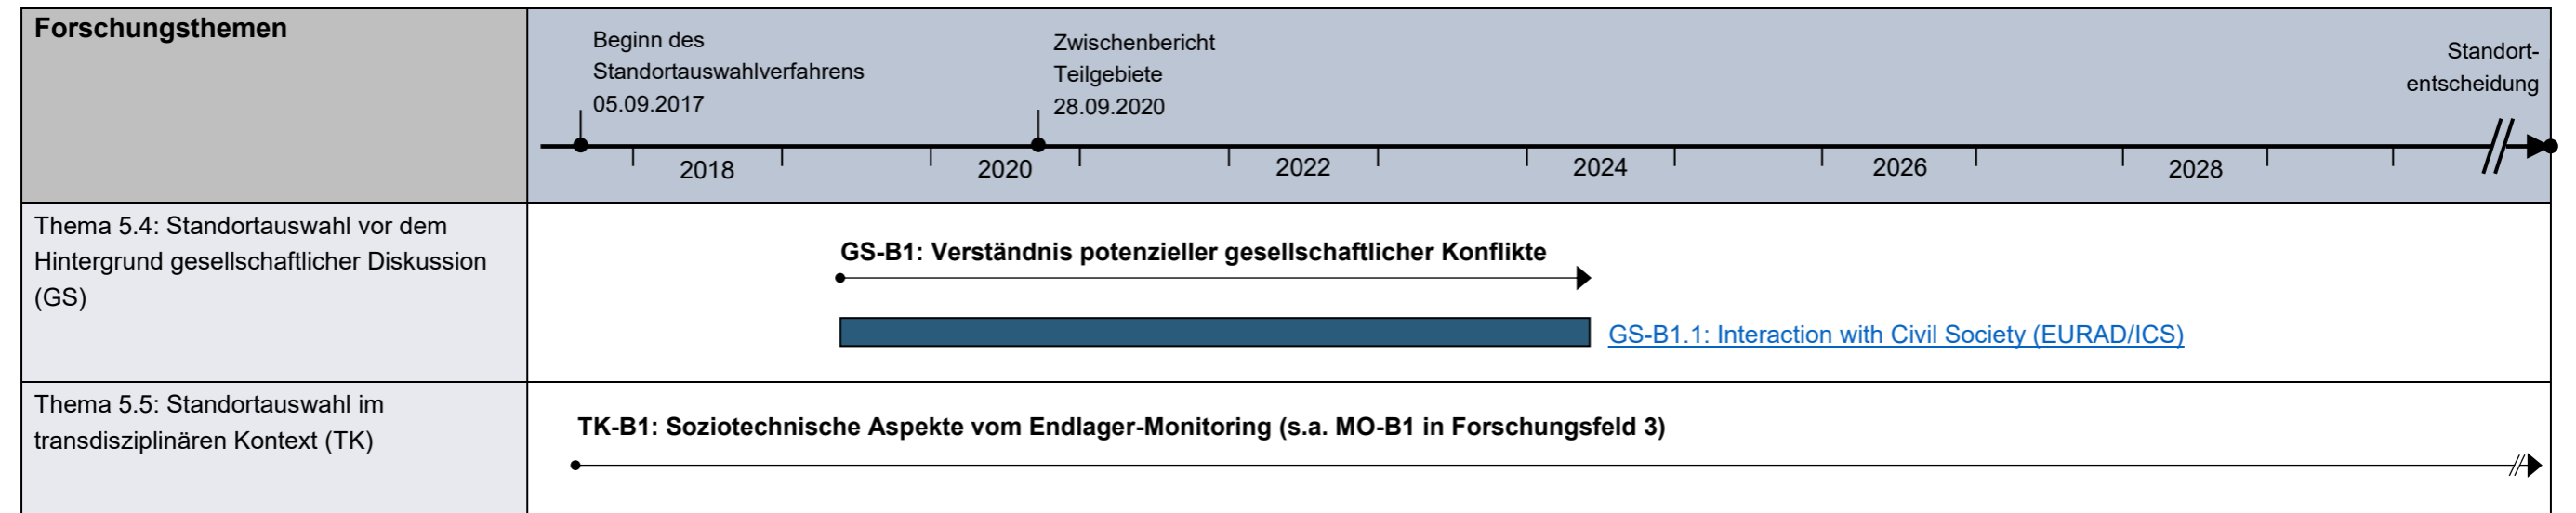 Forschungsthemen
Beginn des
Standortauswahlverfahrens
05.09.2017
Zwischenbericht
Teilgebiete
28.09.2020
Standort-
entscheidung
2018
2020
2022
2024
2026
2028
Thema 5.4: Standortauswahl vor dem
Hintergrund gesellschaftlicher Diskussion
(GS)
GS-B1: Verständnis potenzieller gesellschaftlicher Konflikte
GS-B1.1: Interaction with Civil Society (EURAD/ICS)
Thema 5.5: Standortauswahl im
transdisziplinären Kontext (TK)
TK-B1: Soziotechnische Aspekte vom Endlager-Monitoring (s.a. MO-B1 in Forschungsfeld 3)